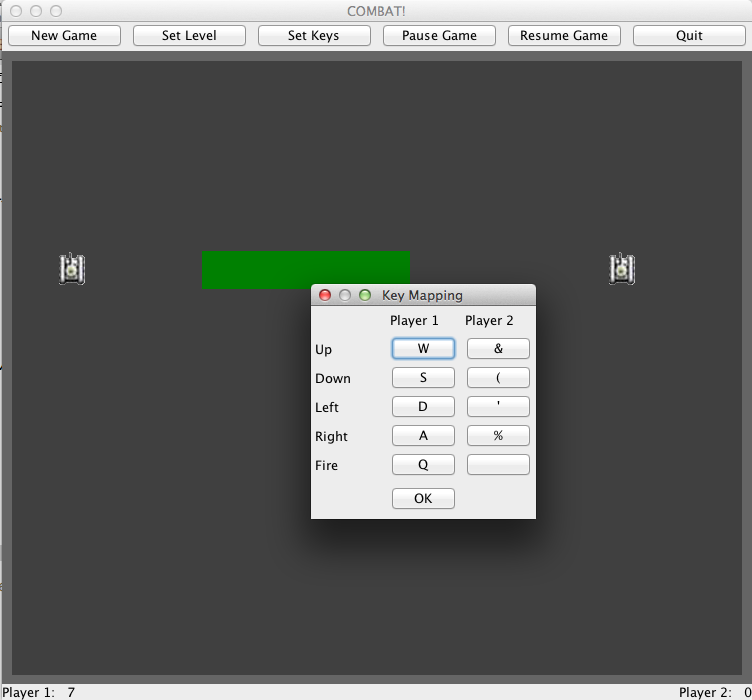 COMBAT!
New Game Set Level Set Keys Pause Game Resume Game Quit
Key Mapping
Player 1 Player 2
Up W &
Down S (
Left D '
Right A %
Fire Q
OK
Player 1: 7 Player 2: 0